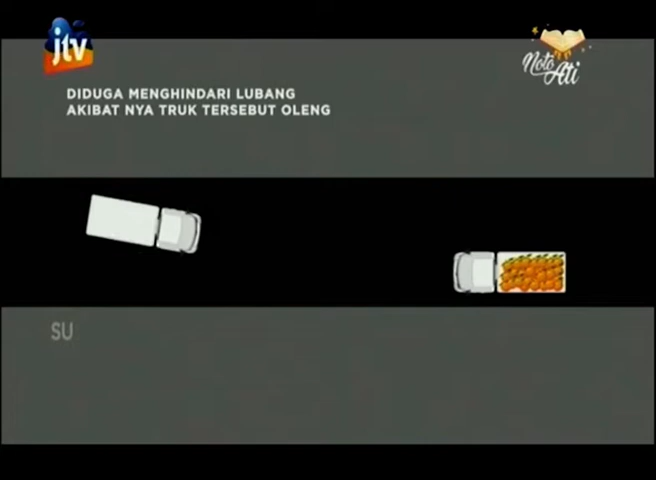 jtv
Noto
Ati
DIDUGA MENGHINDARI LUBANG
AKIBAT NYA TRUK TERSEBUT OLENG
SU